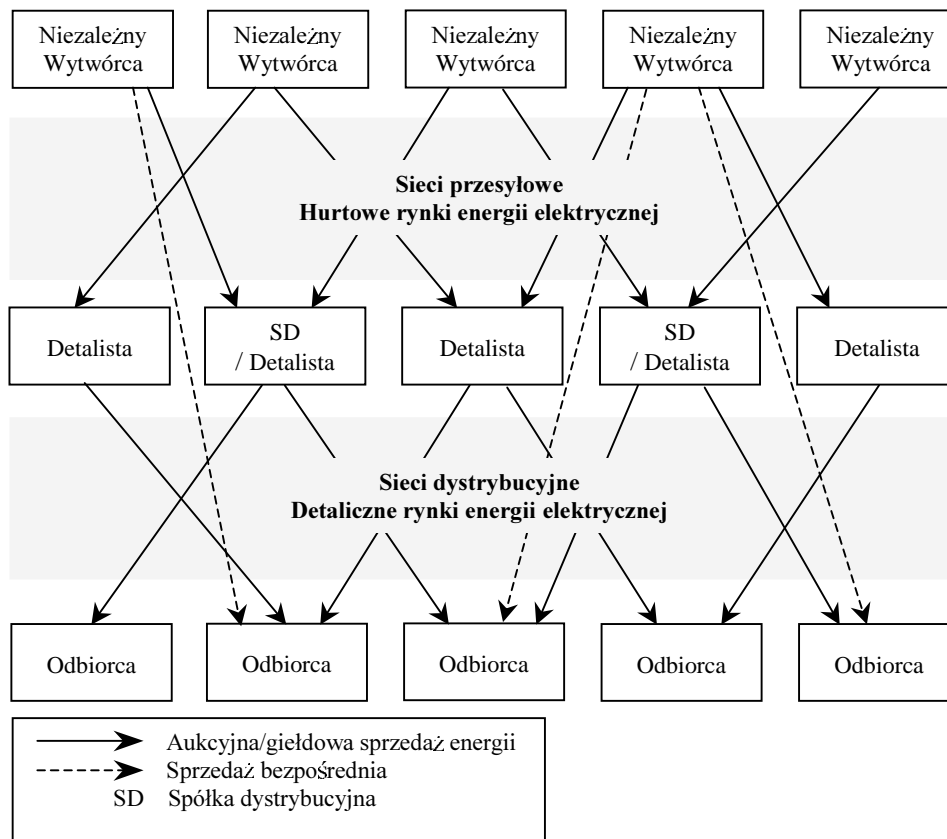 Niezależny
Wytwórca
Niezależny
Wytwórca
Niezależny
Wytwórca
Niezależny
Wytwórca
Niezależny
Wytwórca
Sieci przesyłowe
Hurtowe rynki energii elektrycznej
Detalista
SD
/ Detalista
Detalista
SD
/ Detalista
Detalista
Sieci dystrybucyjne
Detaliczne rynki energii elektrycznej
Odbiorca
Odbiorca
Odbiorca
Odbiorca
Odbiorca
Aukcyjna/giełdowa sprzedaż energii
Sprzedaż bezpośrednia
SD Spółka dystrybucyjna